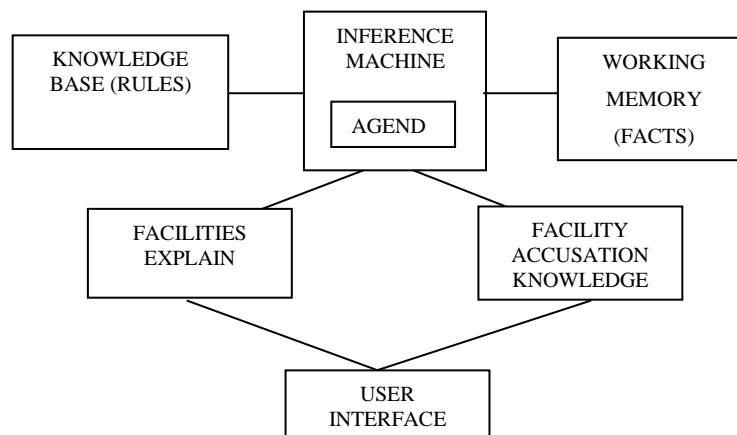 KNOWLEDGE
BASE (RULES)
INFERENCE
MACHINE
AGEND
WORKING
MEMORY
(FACTS)
FACILITIES
EXPLAIN
FACILITY
ACCUSATION
KNOWLEDGE
USER
INTERFACE